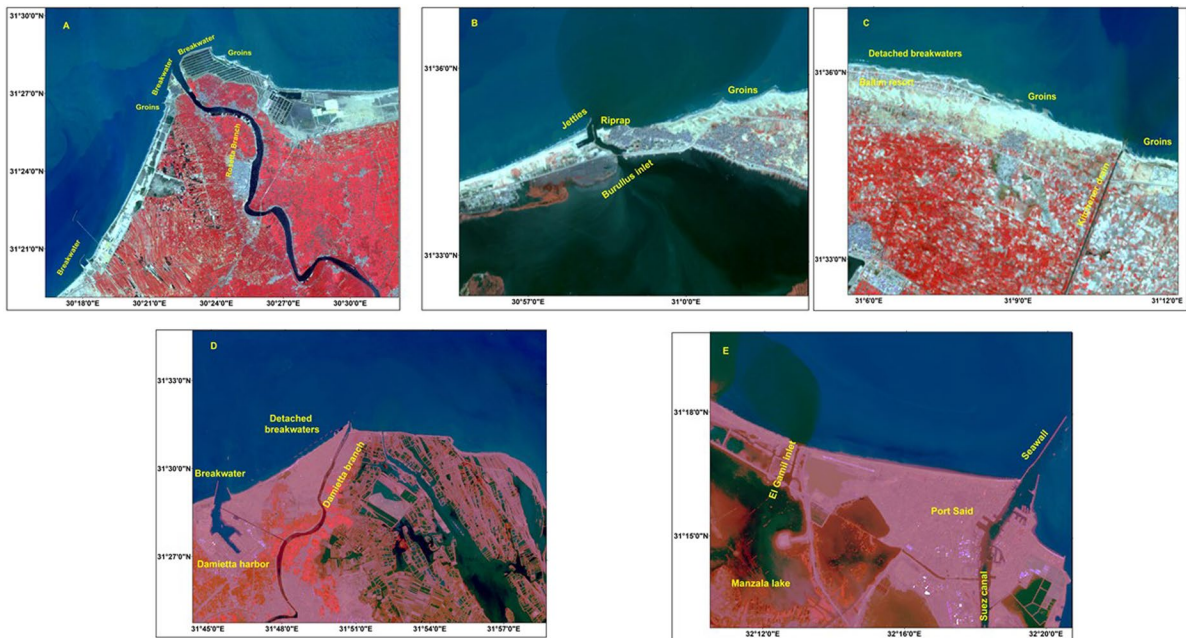 A
31°30'0"N
31°27'0"N
31°24'0"N
31°21'0"N
Breakwater
Breakwater
Groins
Groins
Rosetta Branch
Breakwater
30°18'0"E
30°21'0"E
30°24'0"E
30°27'0"E
30°30'0"E
B
31°36'0"N
31°33'0"N
Groins
Jetties
Riprap
Burullus inlet
30°57'0"E
31°0'0"E
C
31°36'0"N
31°33'0"N
Detached breakwaters
Baltim resort
Groins
Groins
Kitchener drain
31°6'0"E
31°9'0"E
31°12'0"E
D
31°33'0"N
31°30'0"N
31°27'0"N
Detached
breakwaters
Breakwater
Damietta branch
Damietta harbor
31°45'0"E
31°48'0"E
31°51'0"E
31°54'0"E
31°57'0"E
E
31°18'0"N
31°15'0"N
El Gamil Inlet
Seawall
Port Said
Manzala lake
Suez canal
32°12'0"E
32°16'0"E
32°20'0"E